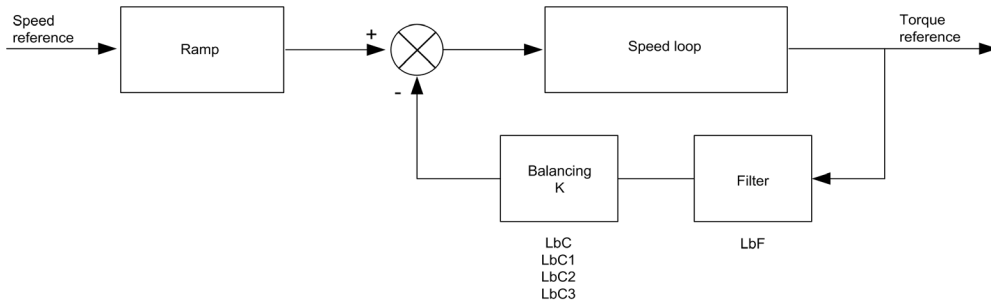 Speed
reference
Ramp
+
-
Speed loop
Torque
reference
Balancing
K
Filter
LbC
LbC1
LbC2
LbC3
LbF